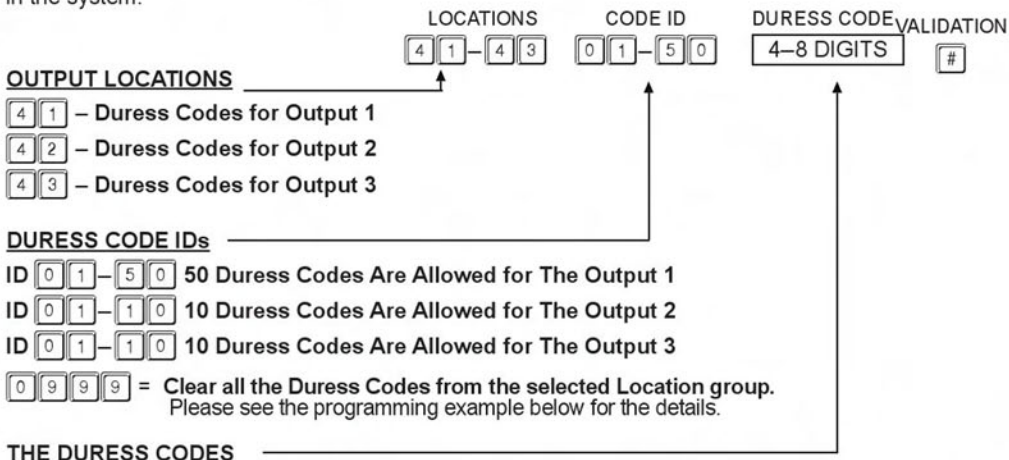 in the system.
LOCATIONS CODE ID DURESS CODE VALIDATION
4 1 – 4 3 0 1 – 5 0 4–8 DIGITS #
OUTPUT LOCATIONS
4 1 – Duress Codes for Output 1
4 2 – Duress Codes for Output 2
4 3 – Duress Codes for Output 3
DURESS CODE IDs
ID 0 1 – 5 0 50 Duress Codes Are Allowed for The Output 1
ID 0 1 – 1 0 10 Duress Codes Are Allowed for The Output 2
ID 0 1 – 1 0 10 Duress Codes Are Allowed for The Output 3
0 9 9 9 = Clear all the Duress Codes from the selected Location group.
Please see the programming example below for the details.
THE DURESS CODES